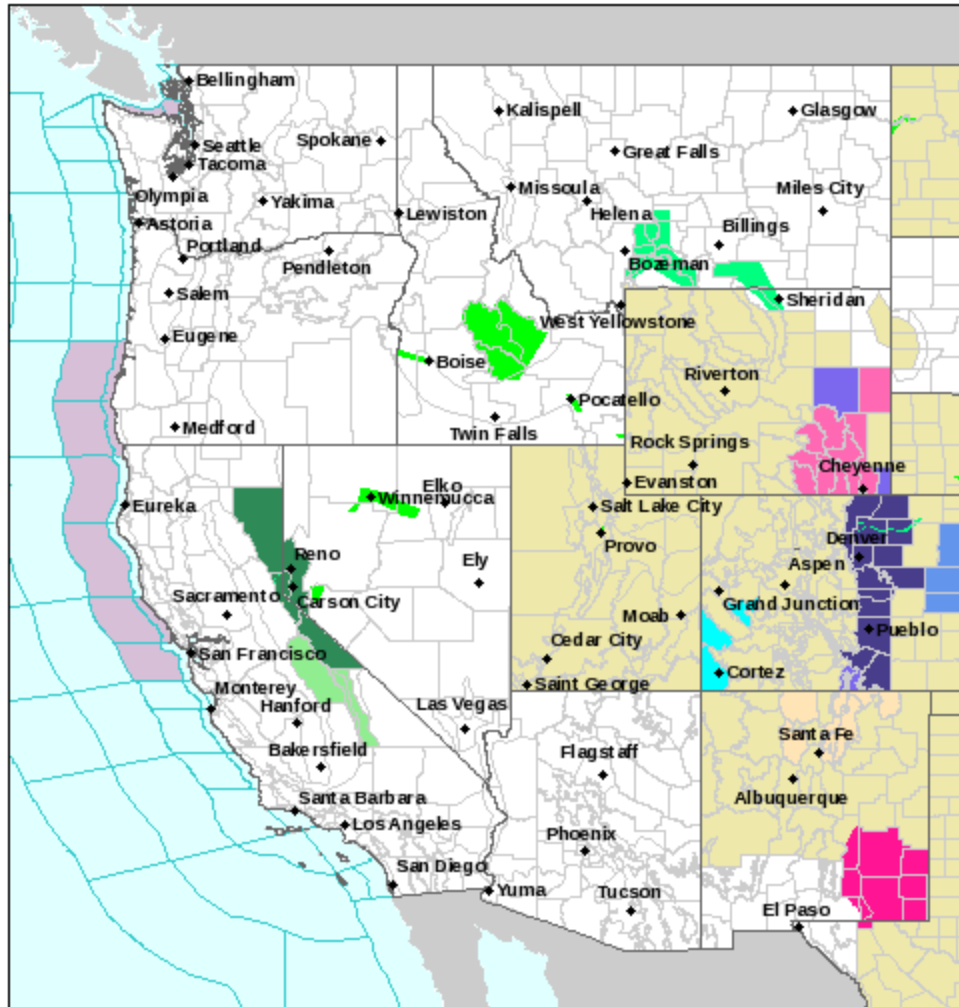 Bellingham
Kalispell
Glasgow
Seattle
Spokane
Great Falls
Tacoma
Missoula
Miles City
Olympia
Yakima
Lewiston
Helena
Astoria
Billings
Portland
Pendleton
Bozeman
Salem
Sheridan
West Yellowstone
Eugene
Boise
Riverton
Pocatello
Medford
Twin Falls
Rock Springs
Cheyenne
Elko
Evanston
Winnemucca
Eureka
Salt Lake City
Provo
Denver
Reno
Ely
Aspen
Sacramento
Carson City
Grand Junction
Moab
Pueblo
Cedar City
San Francisco
Cortez
Saint George
Monterey
Hanford
Las Vegas
Santa Fe
Bakersfield
Flagstaff
Albuquerque
Santa Barbara
Los Angeles
Phoenix
San Diego
Yuma
Tucson
El Paso